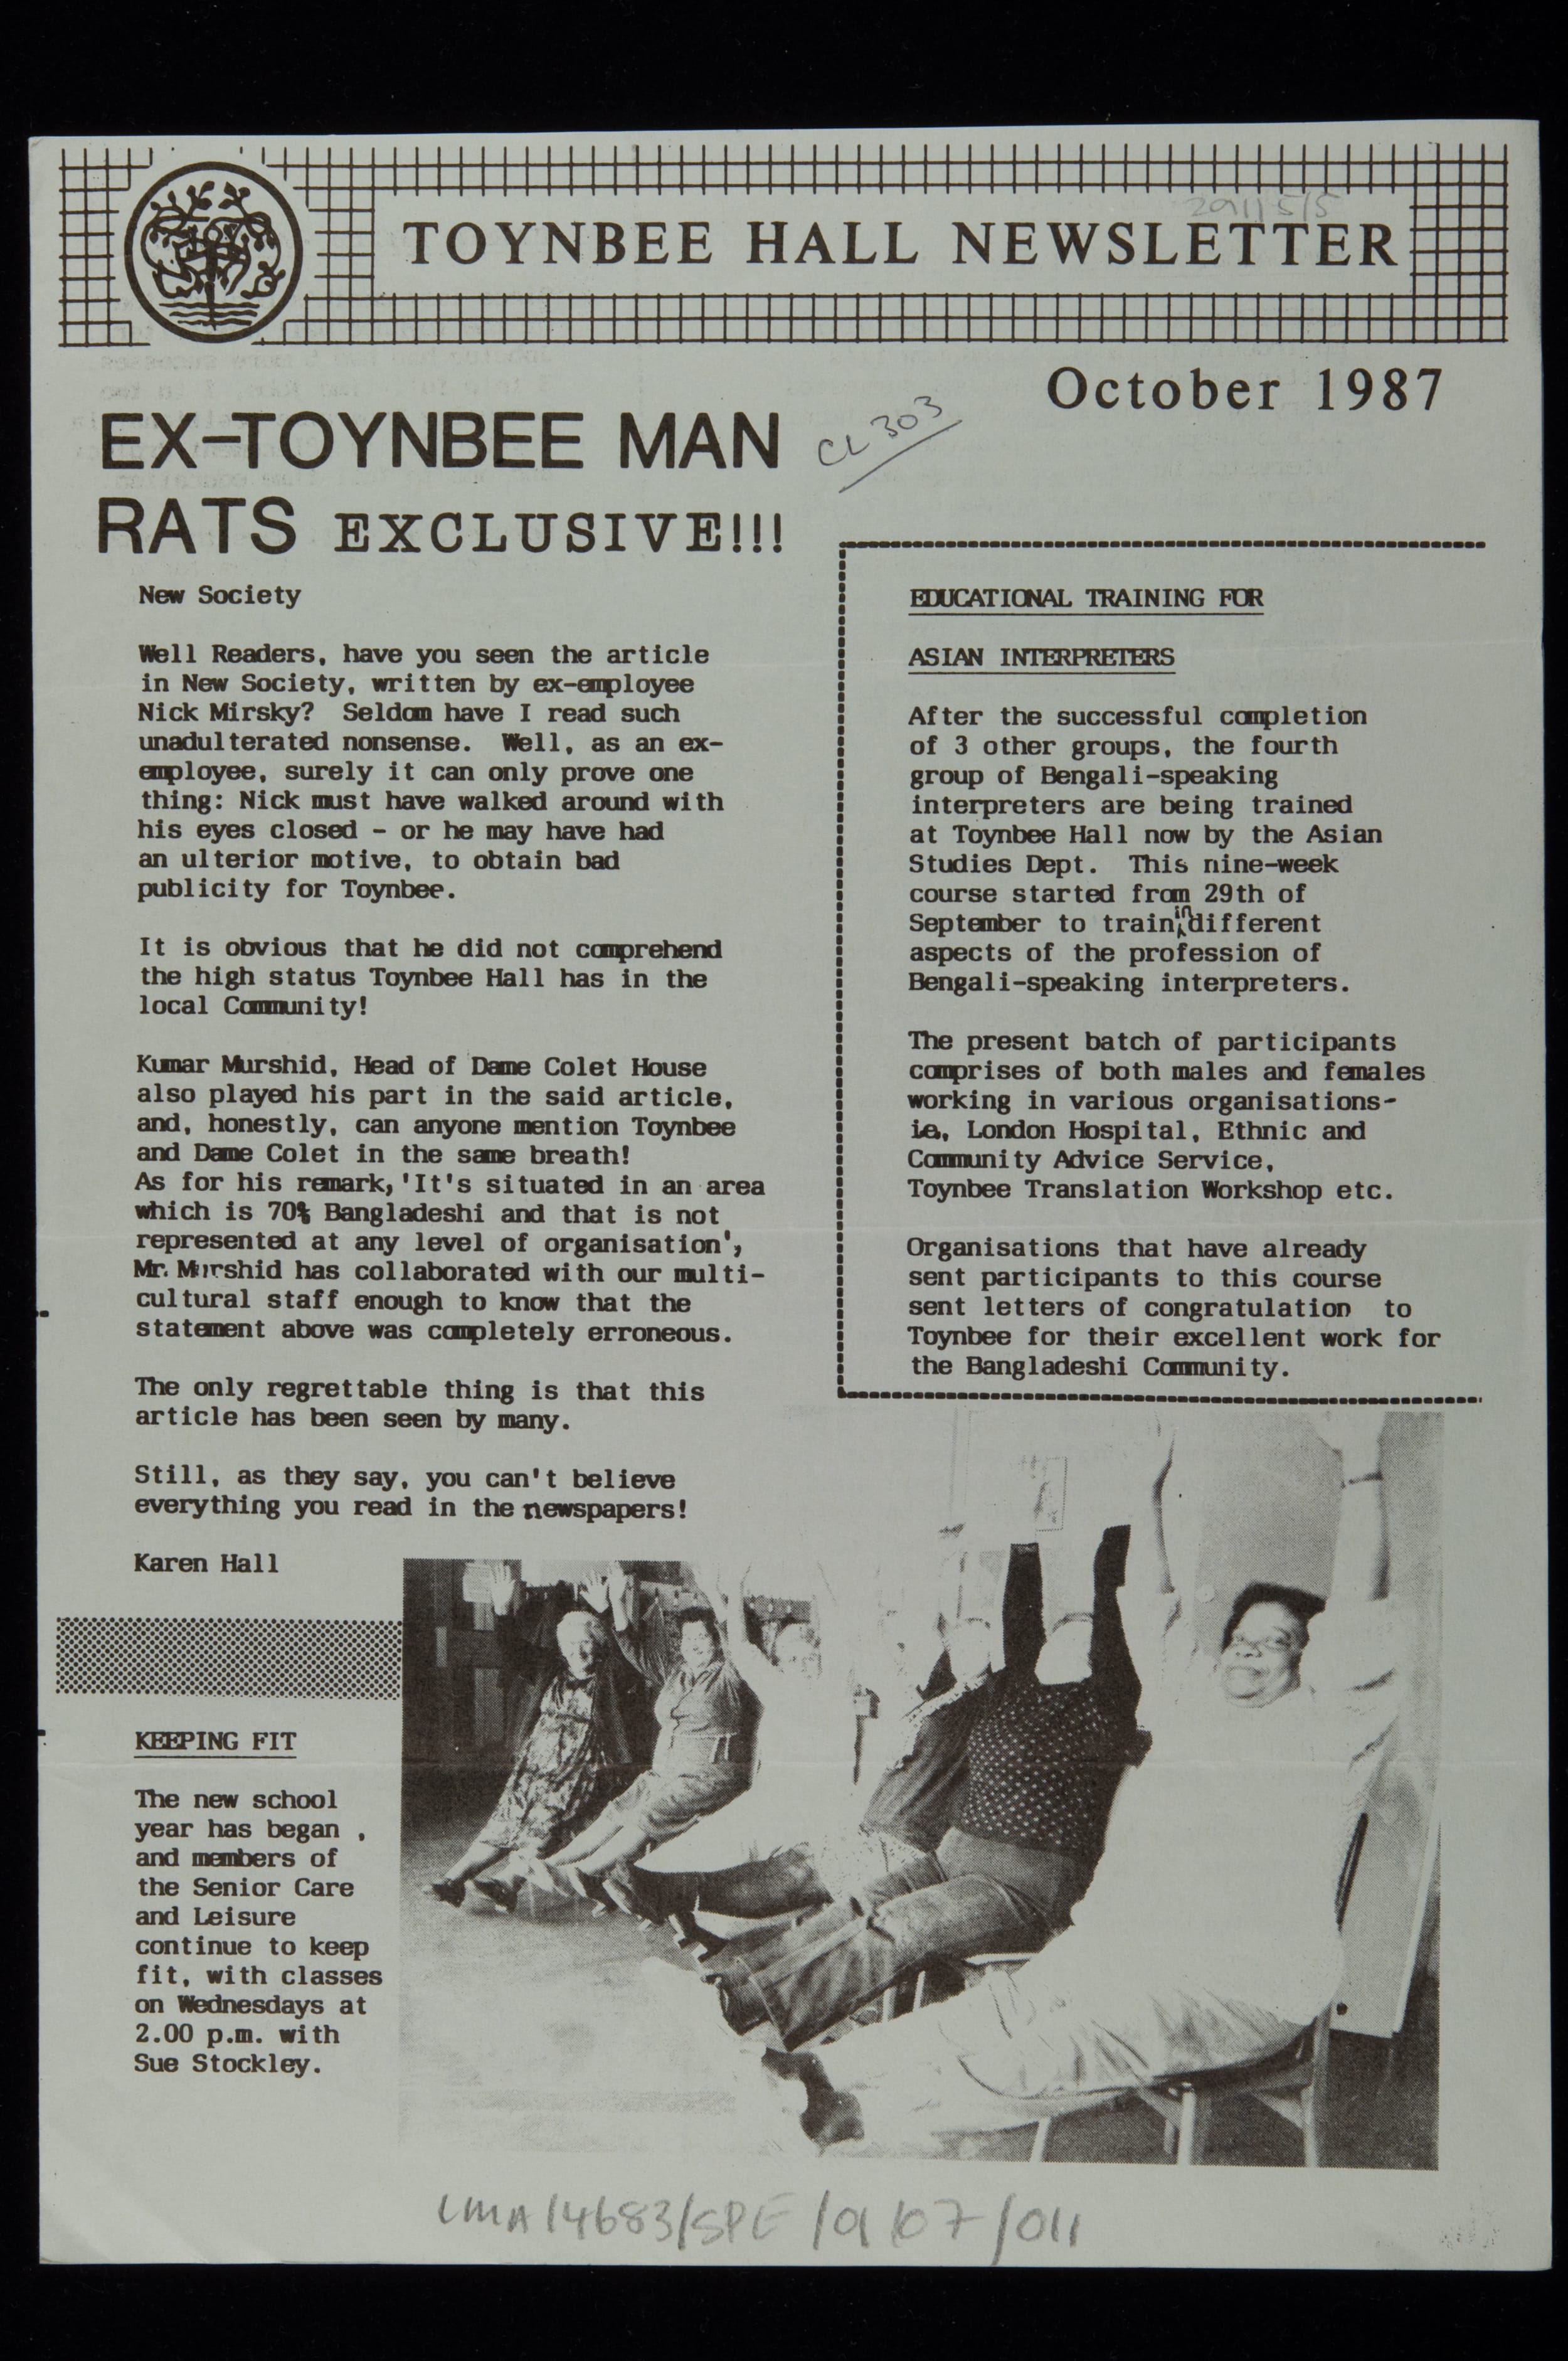 TOYNBEE HALL NEWSLETTER
2011/5/5
October 1987
CL 303
EX-TOYNBEE MAN
RATS EXCLUSIVE!!!
New Society
Well Readers, have you seen the article
in New Society, written by ex-employee
Nick Mirsky? Seldom have I read such
unadulterated nonsense. Well, as an ex-
employee, surely it can only prove one
thing: Nick must have walked around with
his eyes closed - or he may have had
an ulterior motive, to obtain bad
publicity for Toynbee.
It is obvious that he did not comprehend
the high status Toynbee Hall has in the
local Community!
Kumar Murshid, Head of Dame Colet House
also played his part in the said article,
and, honestly, can anyone mention Toynbee
and Dame Colet in the same breath!
As for his remark, 'It's situated in an area
which is 70% Bangladeshi and that is not
represented at any level of organisation',
Mr. Murshid has collaborated with our multi-
cultural staff enough to know that the
statement above was completely erroneous.
The only regrettable thing is that this
article has been seen by many.
Still, as they say, you can't believe
everything you read in the newspapers!
Karen Hall
EDUCATIONAL TRAINING FOR
ASIAN INTERPRETERS
After the successful completion
of 3 other groups, the fourth
group of Bengali-speaking
interpreters are being trained
at Toynbee Hall now by the Asian
Studies Dept. This nine-week
course started from 29th of
September to train in different
aspects of the profession of
Bengali-speaking interpreters.
The present batch of participants
comprises of both males and females
working in various organisations-
ie, London Hospital, Ethnic and
Community Advice Service,
Toynbee Translation Workshop etc.
Organisations that have already
sent participants to this course
sent letters of congratulation to
Toynbee for their excellent work for
the Bangladeshi Community.
KEEPING FIT
The new school
year has began ,
and members of
the Senior Care
and Leisure
continue to keep
fit, with classes
on Wednesdays at
2.00 p.m. with
Sue Stockley.
LMA/4683/SPE/01/07/011